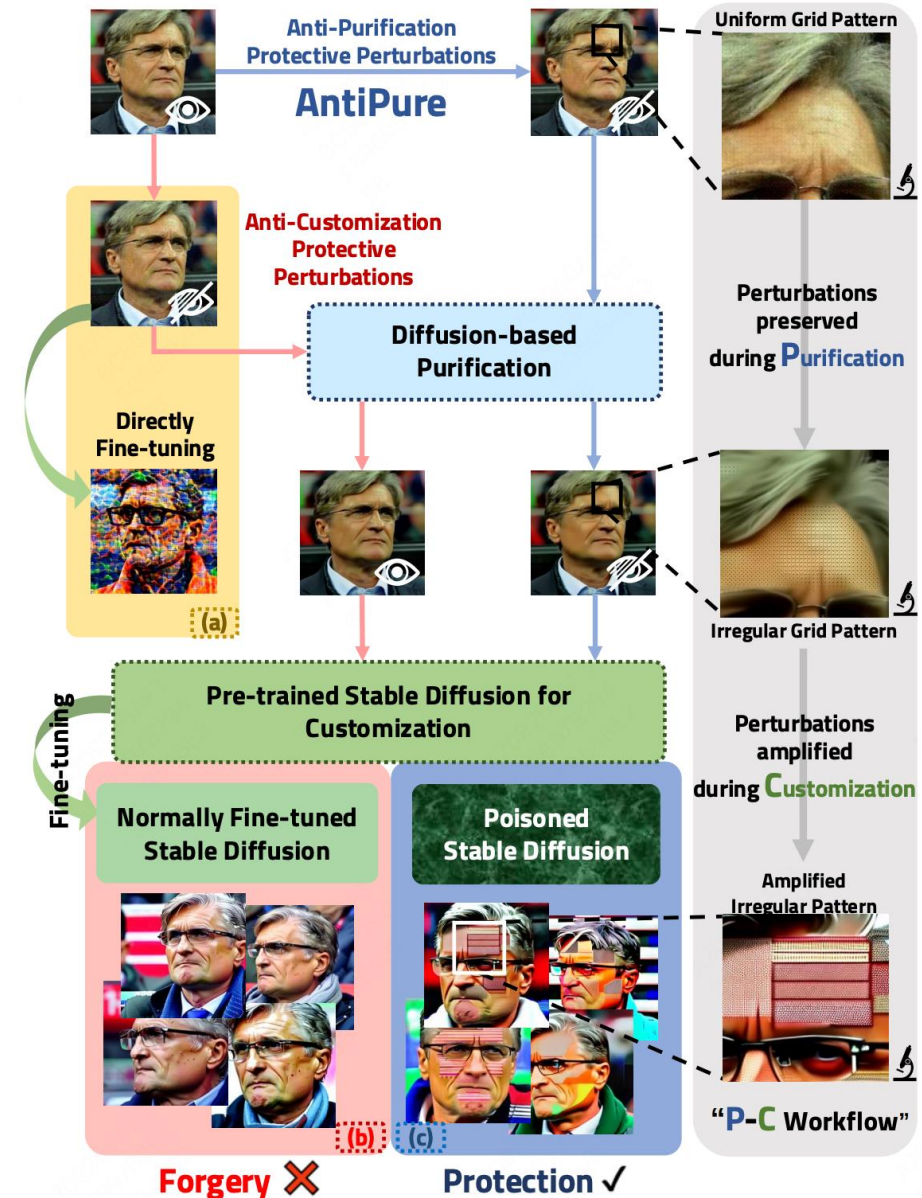 Anti-Purification
Protective Perturbations
AntiPure
Uniform Grid Pattern
Anti-Customization
Protective
Perturbations
Diffusion-based
Purification
Perturbations
preserved
during Purification
Directly
Fine-tuning
(a)
Irregular Grid Pattern
Pre-trained Stable Diffusion for
Customization
Fine-tuning
Perturbations
amplified
during Customization
Normally Fine-tuned
Stable Diffusion
Poisoned
Stable Diffusion
Amplified
Irregular Pattern
(b)
(c)
"P-C Workflow"
Forgery ❌
Protection ✓